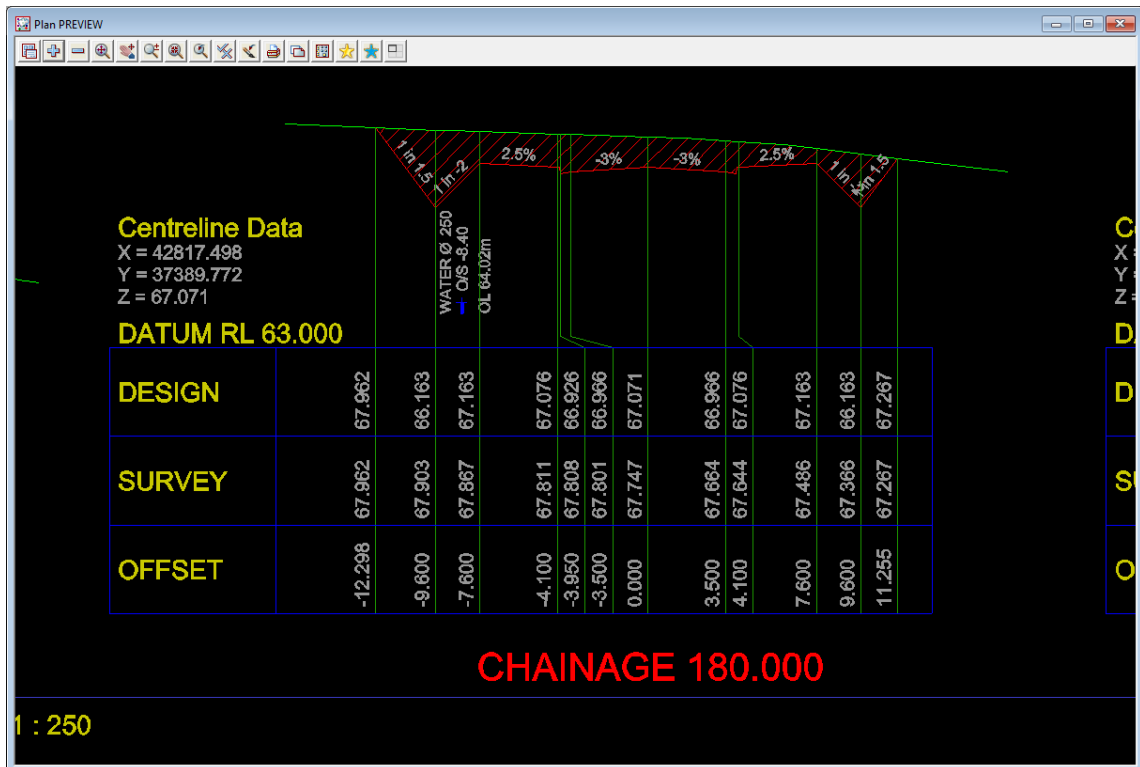 Plan PREVIEW
1 in 1.5
1 in -2
2.5%
-3%
-3%
2.5%
1 in
in 1.5
Centreline Data
X = 42817.498
Y = 37389.772
Z = 67.071
WATER Ø 250
O/S -8.40
OL 64.02m
C
X
Y
Z =
DATUM RL 63.000
D
DESIGN
67.962
66.163
67.163
67.076
66.926
66.966
67.071
66.966
67.076
67.163
66.163
67.267
D
SURVEY
67.962
67.903
67.867
67.811
67.808
67.801
67.747
67.664
67.644
67.486
67.366
67.267
S
OFFSET
-12.298
-9.600
-7.600
-4.100
-3.950
-3.500
0.000
3.500
4.100
7.600
9.600
11.255
O
CHAINAGE 180.000
1 : 250